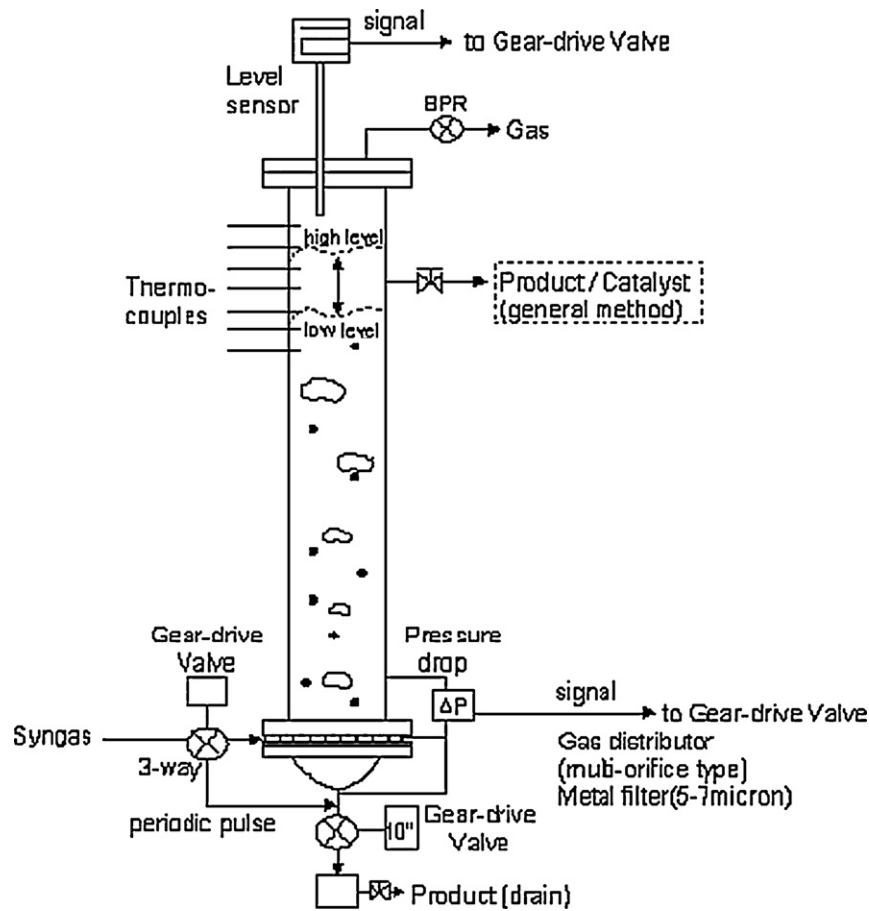 signal
to Gear-drive Valve
Level
sensor
BPR
Gas
high level
Thermo-
couples
low level
Product / Catalyst
(general method)
Gear-drive
Valve
Pressure
drop
ΔP
signal
to Gear-drive Valve
Syngas
3-way
Gas distributor
(multi-orifice type)
Metal filter(5-7micron)
periodic pulse
10"
Gear-drive
Valve
Product (drain)